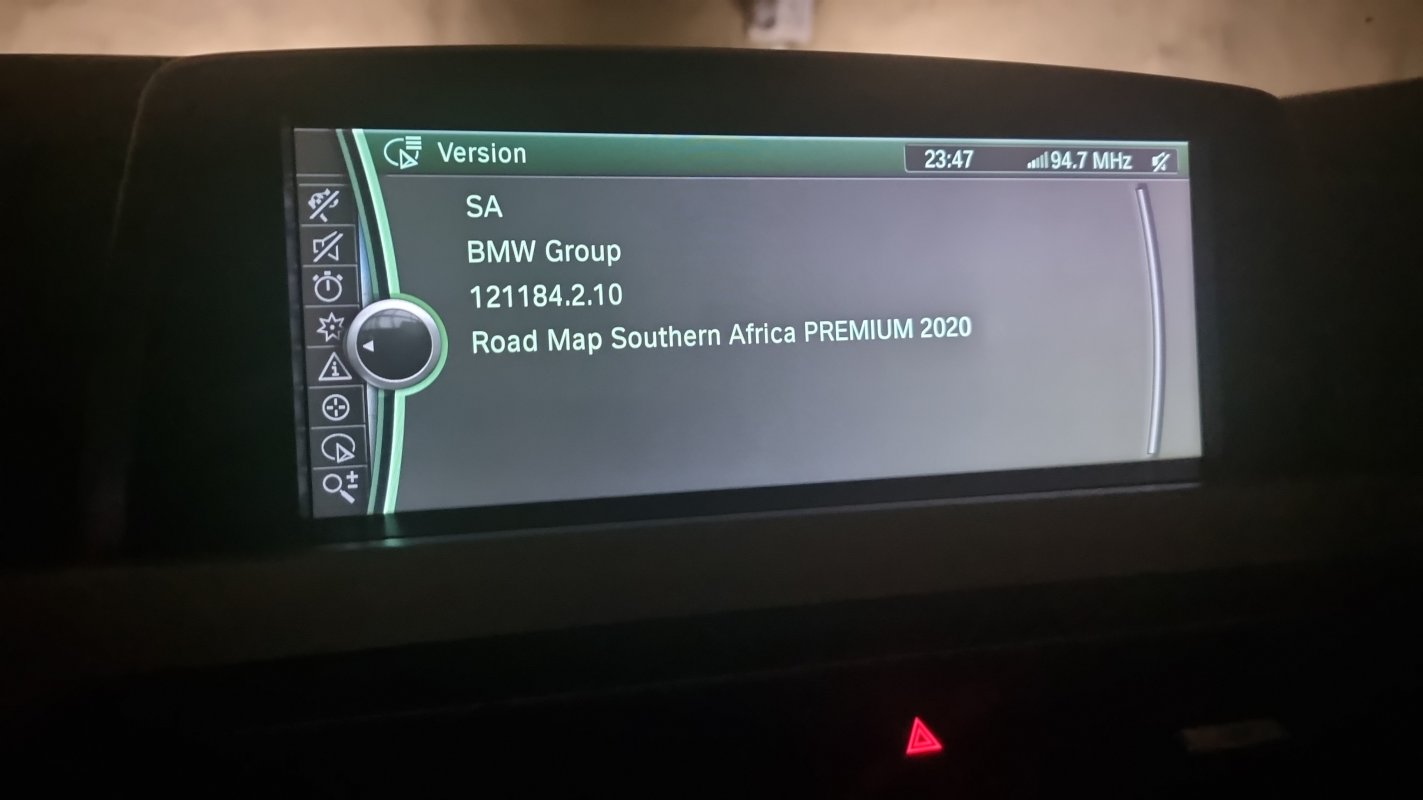 Version
23:47
94.7 MHz
SA
BMW Group
121184.2.10
Road Map Southern Africa PREMIUM 2020